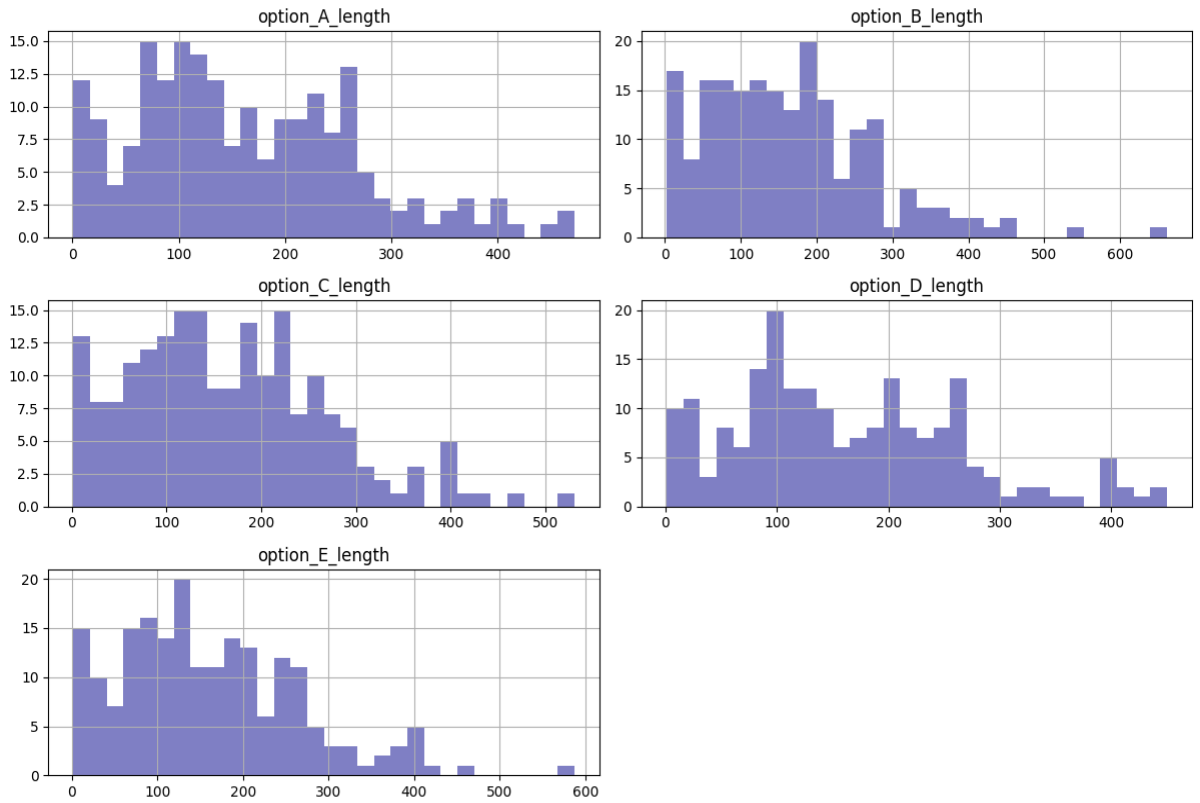 option_A_length
15.0
12.5
10.0
7.5
5.0
2.5
0.0
0 100 200 300 400
option_B_length
20
15
10
5
0
0 100 200 300 400 500 600
option_C_length
15.0
12.5
10.0
7.5
5.0
2.5
0.0
0 100 200 300 400 500
option_D_length
20
15
10
5
0
0 100 200 300 400
option_E_length
20
15
10
5
0
0 100 200 300 400 500 600